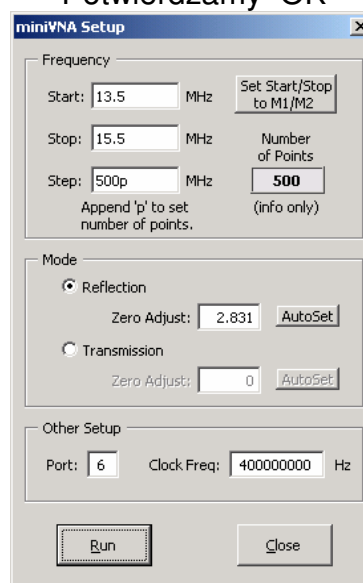 Potwierdzamy OK
miniVNA Setup
Frequency
Start: 13.5 MHz
Set Start/Stop
to M1/M2
Stop: 15.5 MHz
Number
of Points
Step: 500p MHz
500
Append 'p' to set
number of points.
(info only)
Mode
Reflection
Zero Adjust: 2.831 AutoSet
Transmission
Zero Adjust: 0 AutoSet
Other Setup
Port: 6 Clock Freq: 400000000 Hz
Run Close